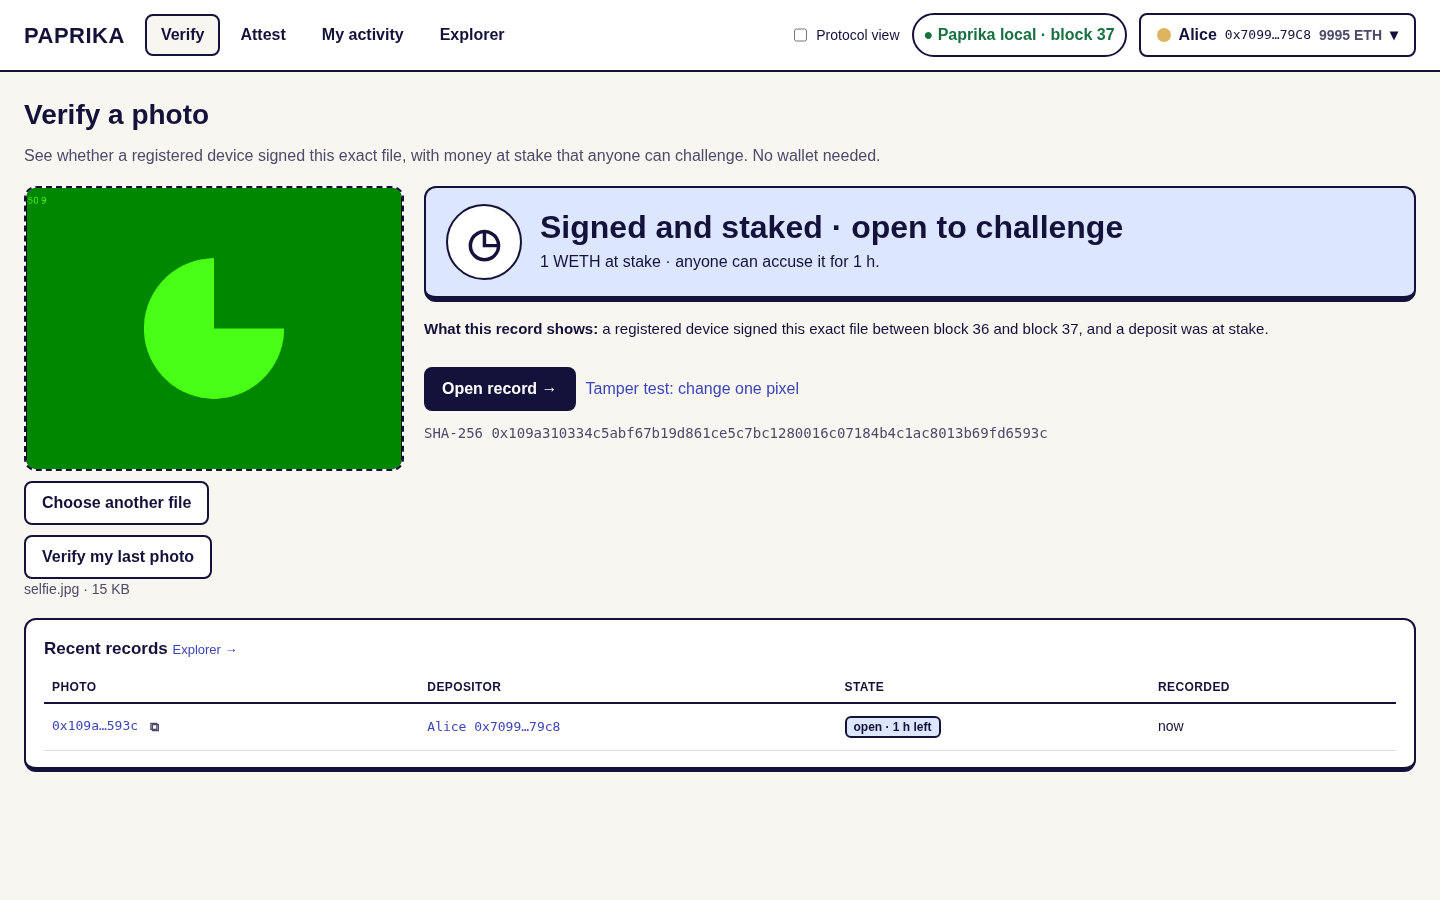 PAPRIKA
Verify
Attest
My activity
Explorer
Protocol view
● Paprika local · block 37
Alice 0x7099…79C8 9995 ETH ▼
Verify a photo
See whether a registered device signed this exact file, with money at stake that anyone can challenge. No wallet needed.
50 9
Signed and staked · open to challenge
1 WETH at stake · anyone can accuse it for 1 h.
What this record shows: a registered device signed this exact file between block 36 and block 37, and a deposit was at stake.
Open record →
Tamper test: change one pixel
SHA-256 0x109a310334c5abf67b19d861ce5c7bc1280016c07184b4c1ac8013b69fd6593c
Choose another file
Verify my last photo
selfie.jpg · 15 KB
Recent records Explorer →
PHOTO DEPOSITOR STATE RECORDED
0x109a…593c Alice 0x7099…79c8 open · 1 h left now